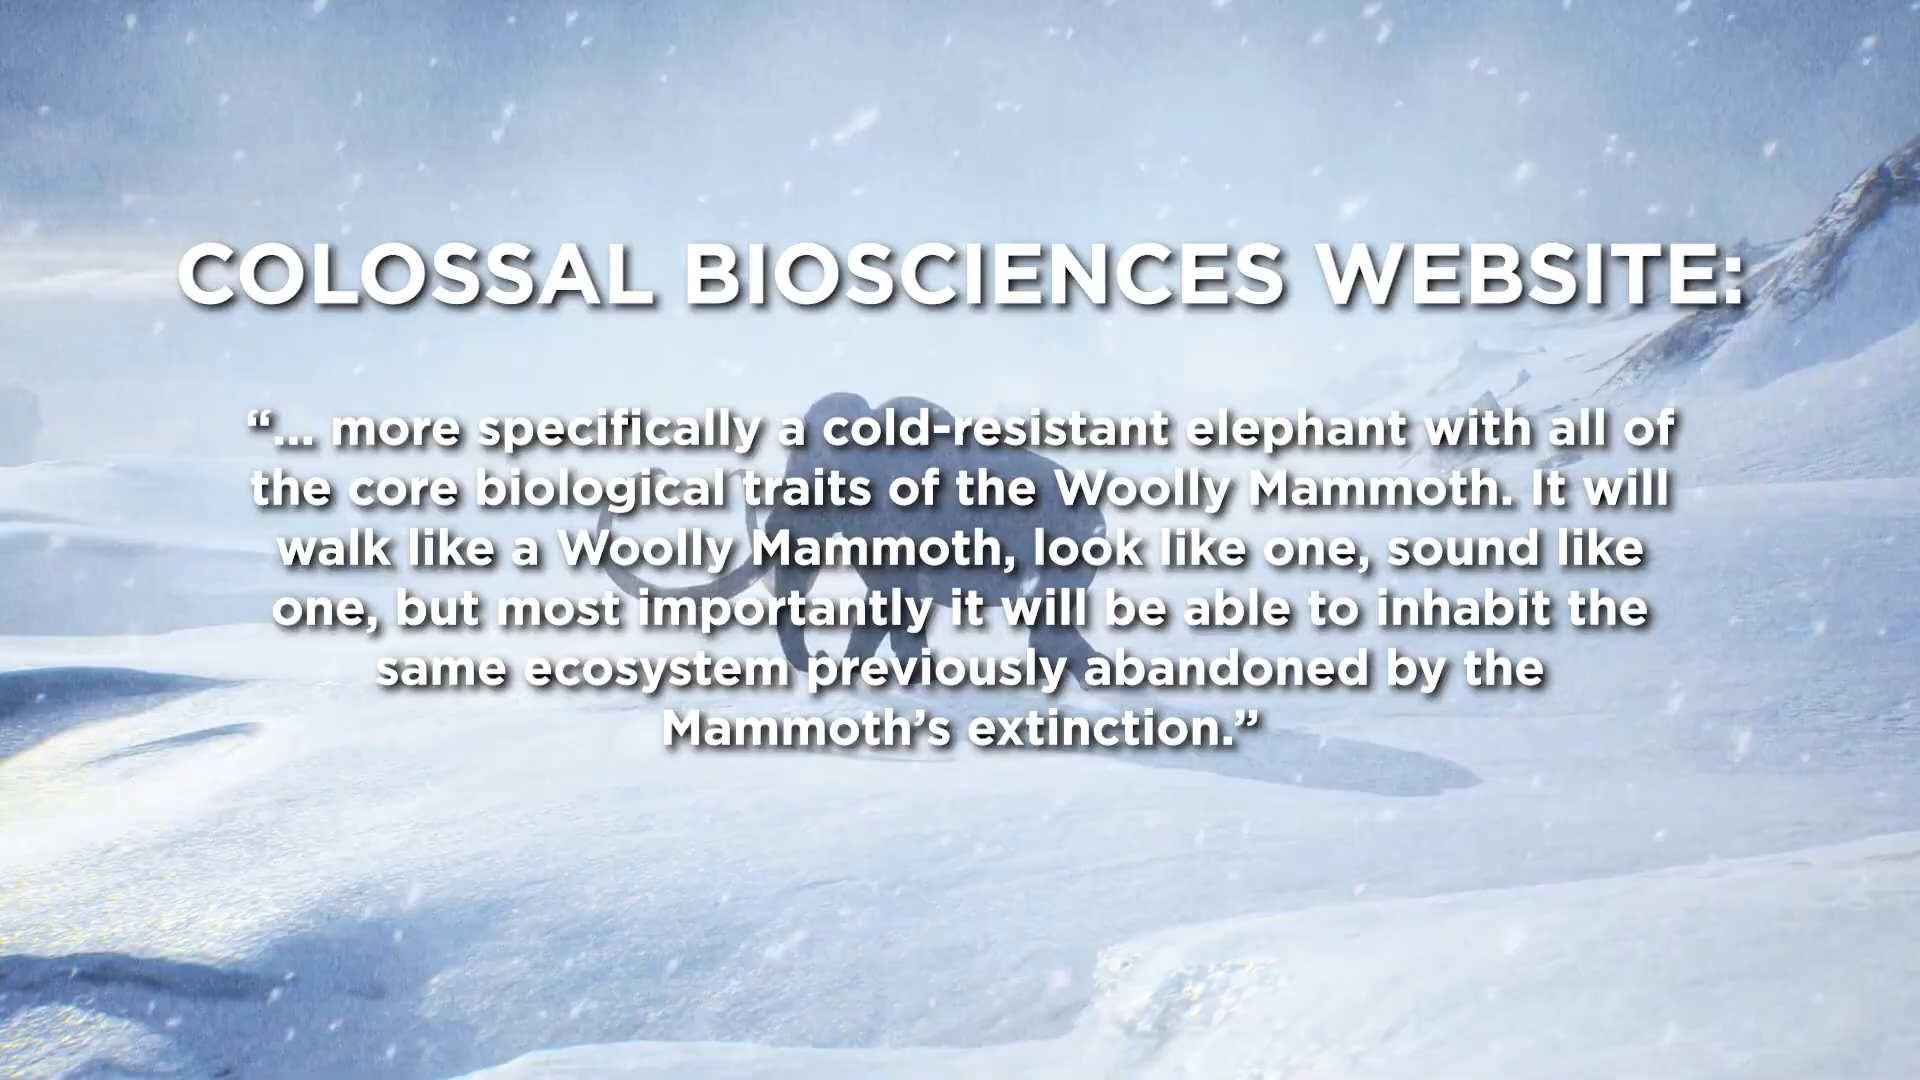 COLOSSAL BIOSCIENCES WEBSITE:
“... more specifically a cold-resistant elephant with all of
the core biological traits of the Woolly Mammoth. It will
walk like a Woolly Mammoth, look like one, sound like
one, but most importantly it will be able to inhabit the
same ecosystem previously abandoned by the
Mammoth’s extinction.”